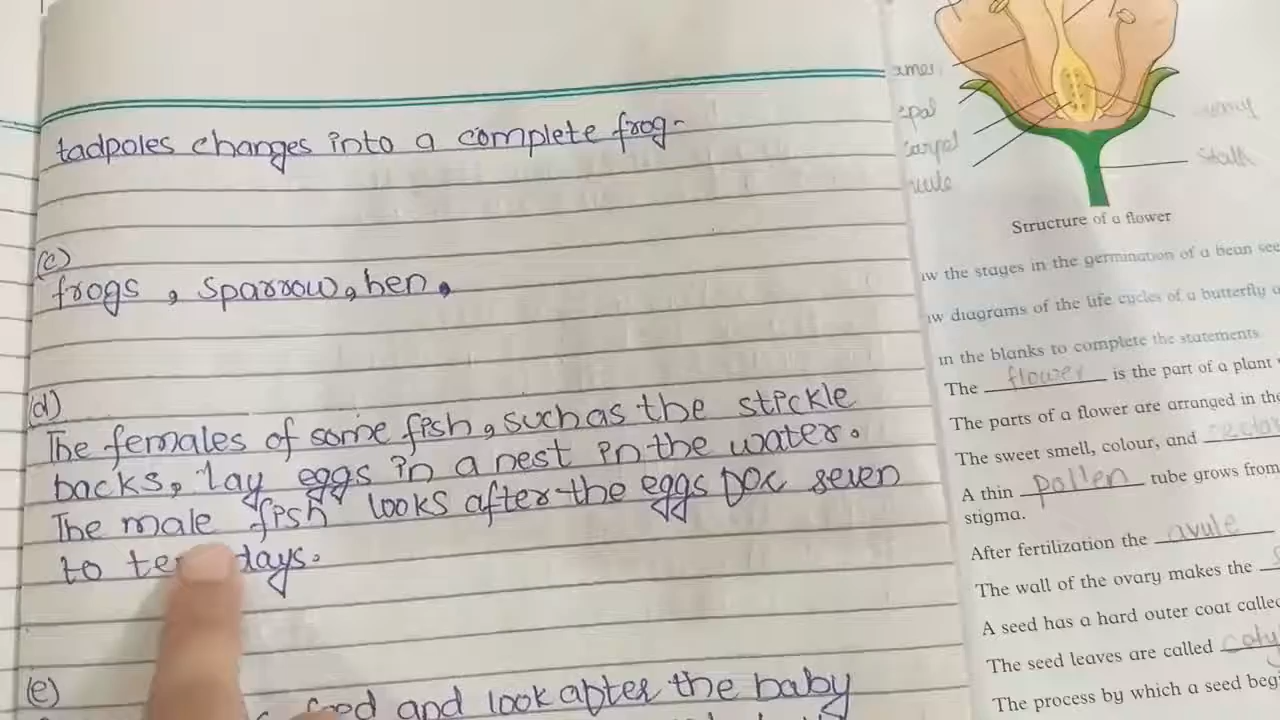 tadpoles changes into a complete frog.
(c)
frogs, sparrow, hen,
(d)
The females of some fish, such as the stickle
backs, lay eggs in a nest in the water.
The male fish looks after the eggs for seven
to ten days.
(e)
feed and look after the baby
carpal
stalk
Structure of a flower
the stages in the germination of a bean
diagrams of the life cycles of a butterfly
in the blanks to complete the statements
The flower is the part of a plant
The parts of a flower are arranged in
The sweet smell, colour, and
A thin pollen tube grows from
stigma.
After fertilization the avule
The wall of the ovary makes the
A seed has a hard outer coat
The seed leaves are called
The process by which a seed